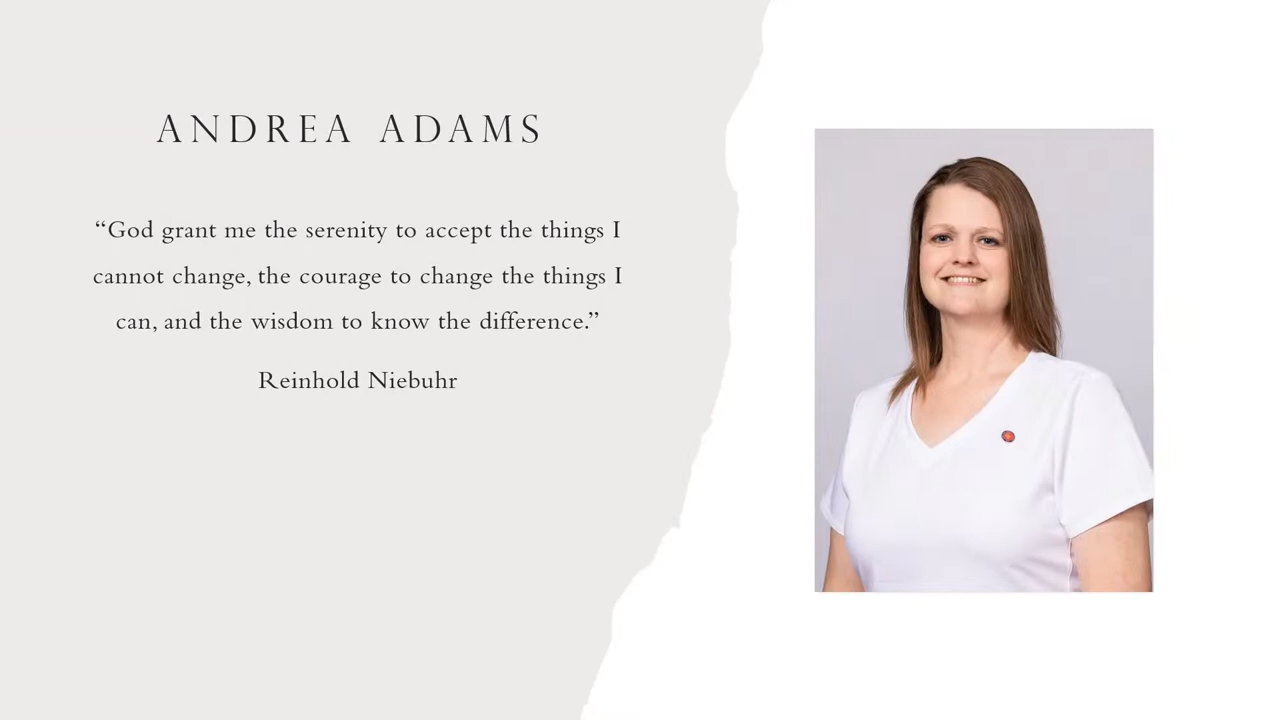 ANDREA ADAMS
“God grant me the serenity to accept the things I
cannot change, the courage to change the things I
can, and the wisdom to know the difference.”
Reinhold Niebuhr